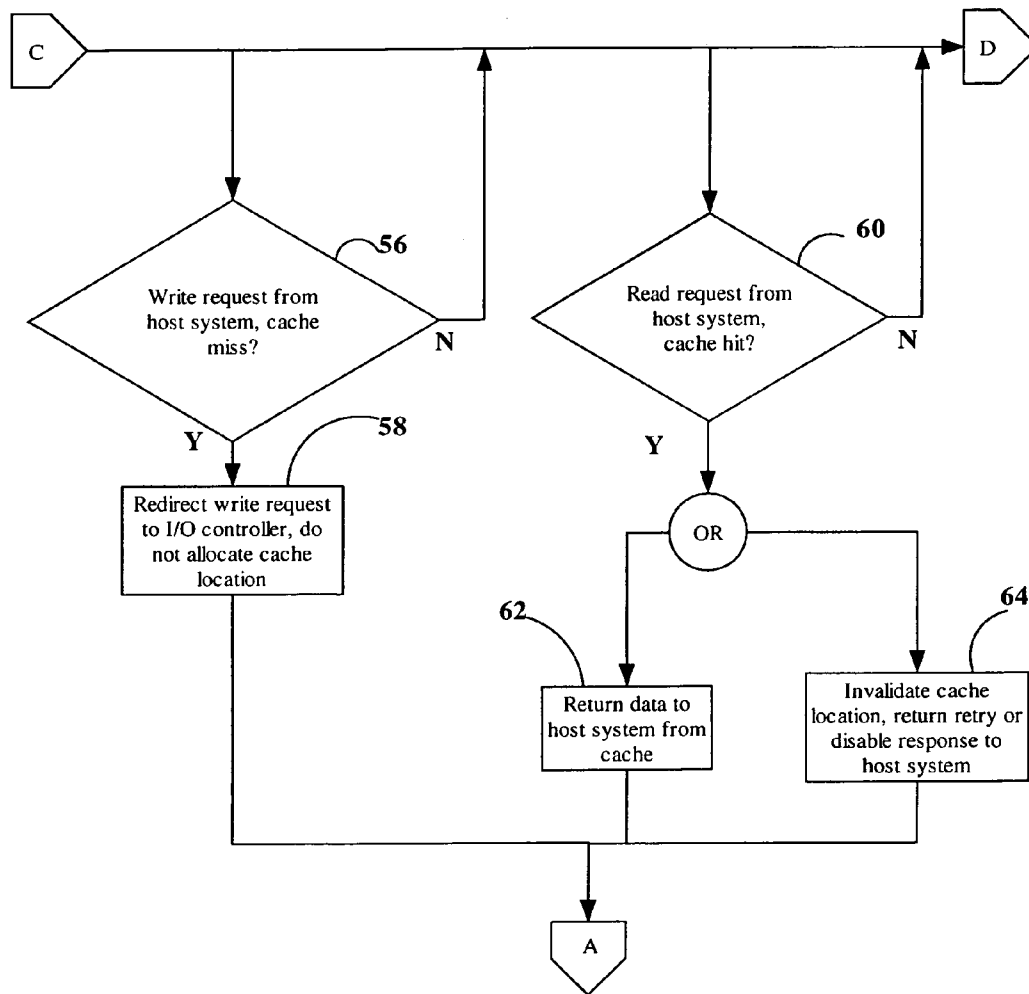 C
D
56
Write request from
host system, cache
miss?
N
Y
60
Read request from
host system,
cache hit?
N
Y
58
Redirect write request
to I/O controller, do
not allocate cache
location
OR
62
Return data to
host system from
cache
64
Invalidate cache
location, return retry or
disable response to
host system
A